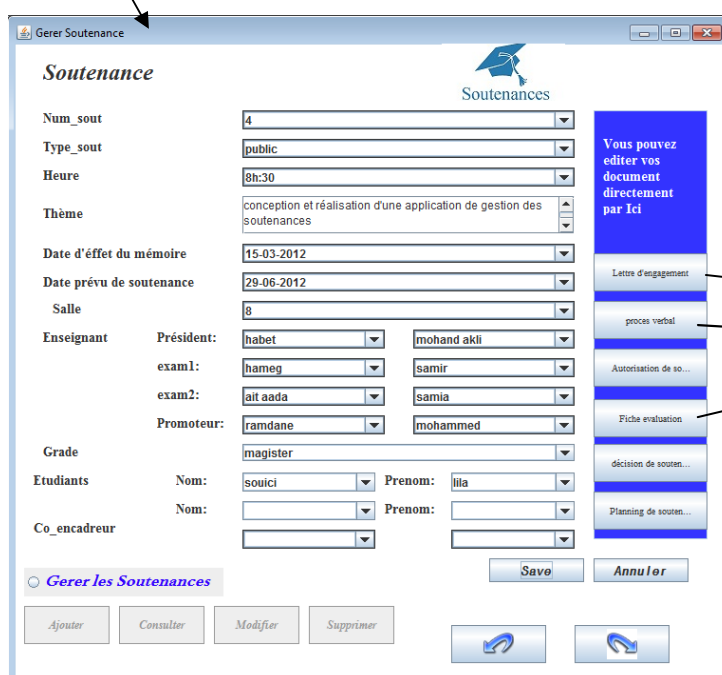 Gerer Soutenance
Soutenance
Soutenances
Num_sout 4
Type_sout public
Heure 8h:30
Thème conception et réalisation d'une application de gestion des
soutenances
Date d'éffet du mémoire 15-03-2012
Date prévu de soutenance 29-06-2012
Salle 8
Enseignant Président: habet mohand akli
exam1: hameg samir
exam2: ait aada samia
Promoteur: ramdane mohammed
Grade magister
Etudiants Nom: souici Prenom: lila
Nom: Prenom:
Co_encadreur
Vous pouvez
editer vos
document
directement
par Ici
Lettre d'engagement
proces verbal
Autorisation de so...
Fiche evaluation
décision de souten...
Planning de souten...
Save Annuler
Gerer les Soutenances
Ajouter Consulter Modifier Supprimer